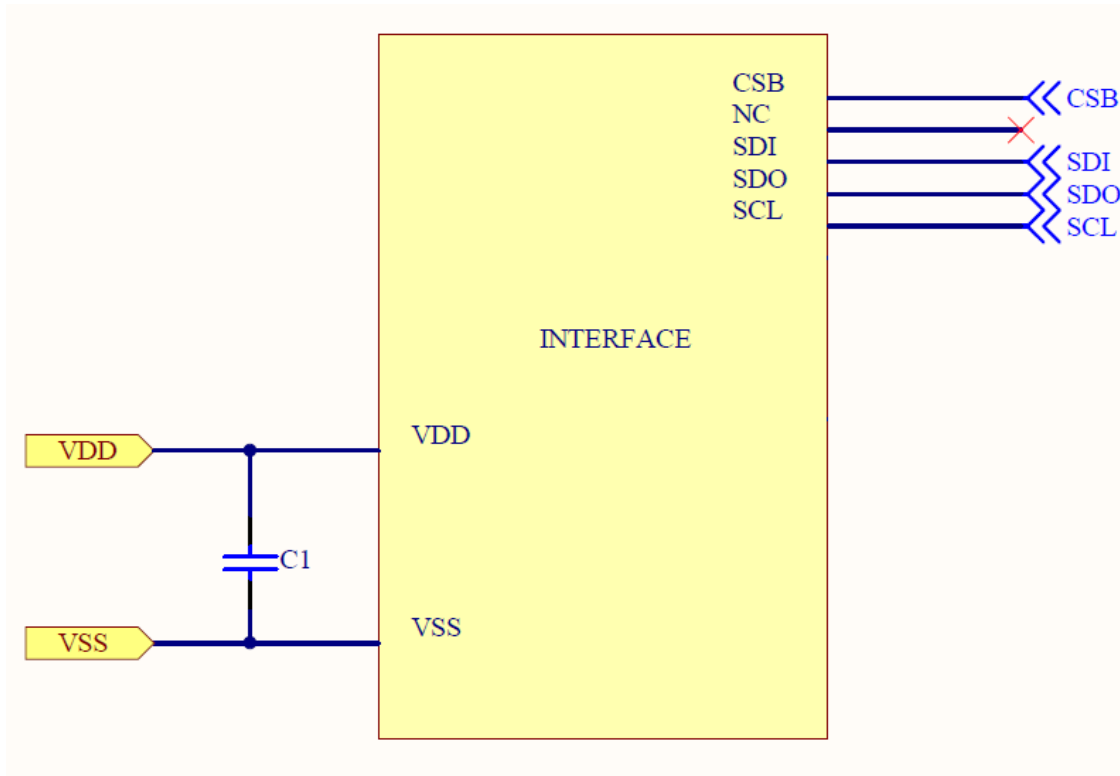 CSB
CSB
NC
SDI
SDI
SDO
SDO
SCL
SCL
INTERFACE
VDD
VDD
C1
VSS
VSS